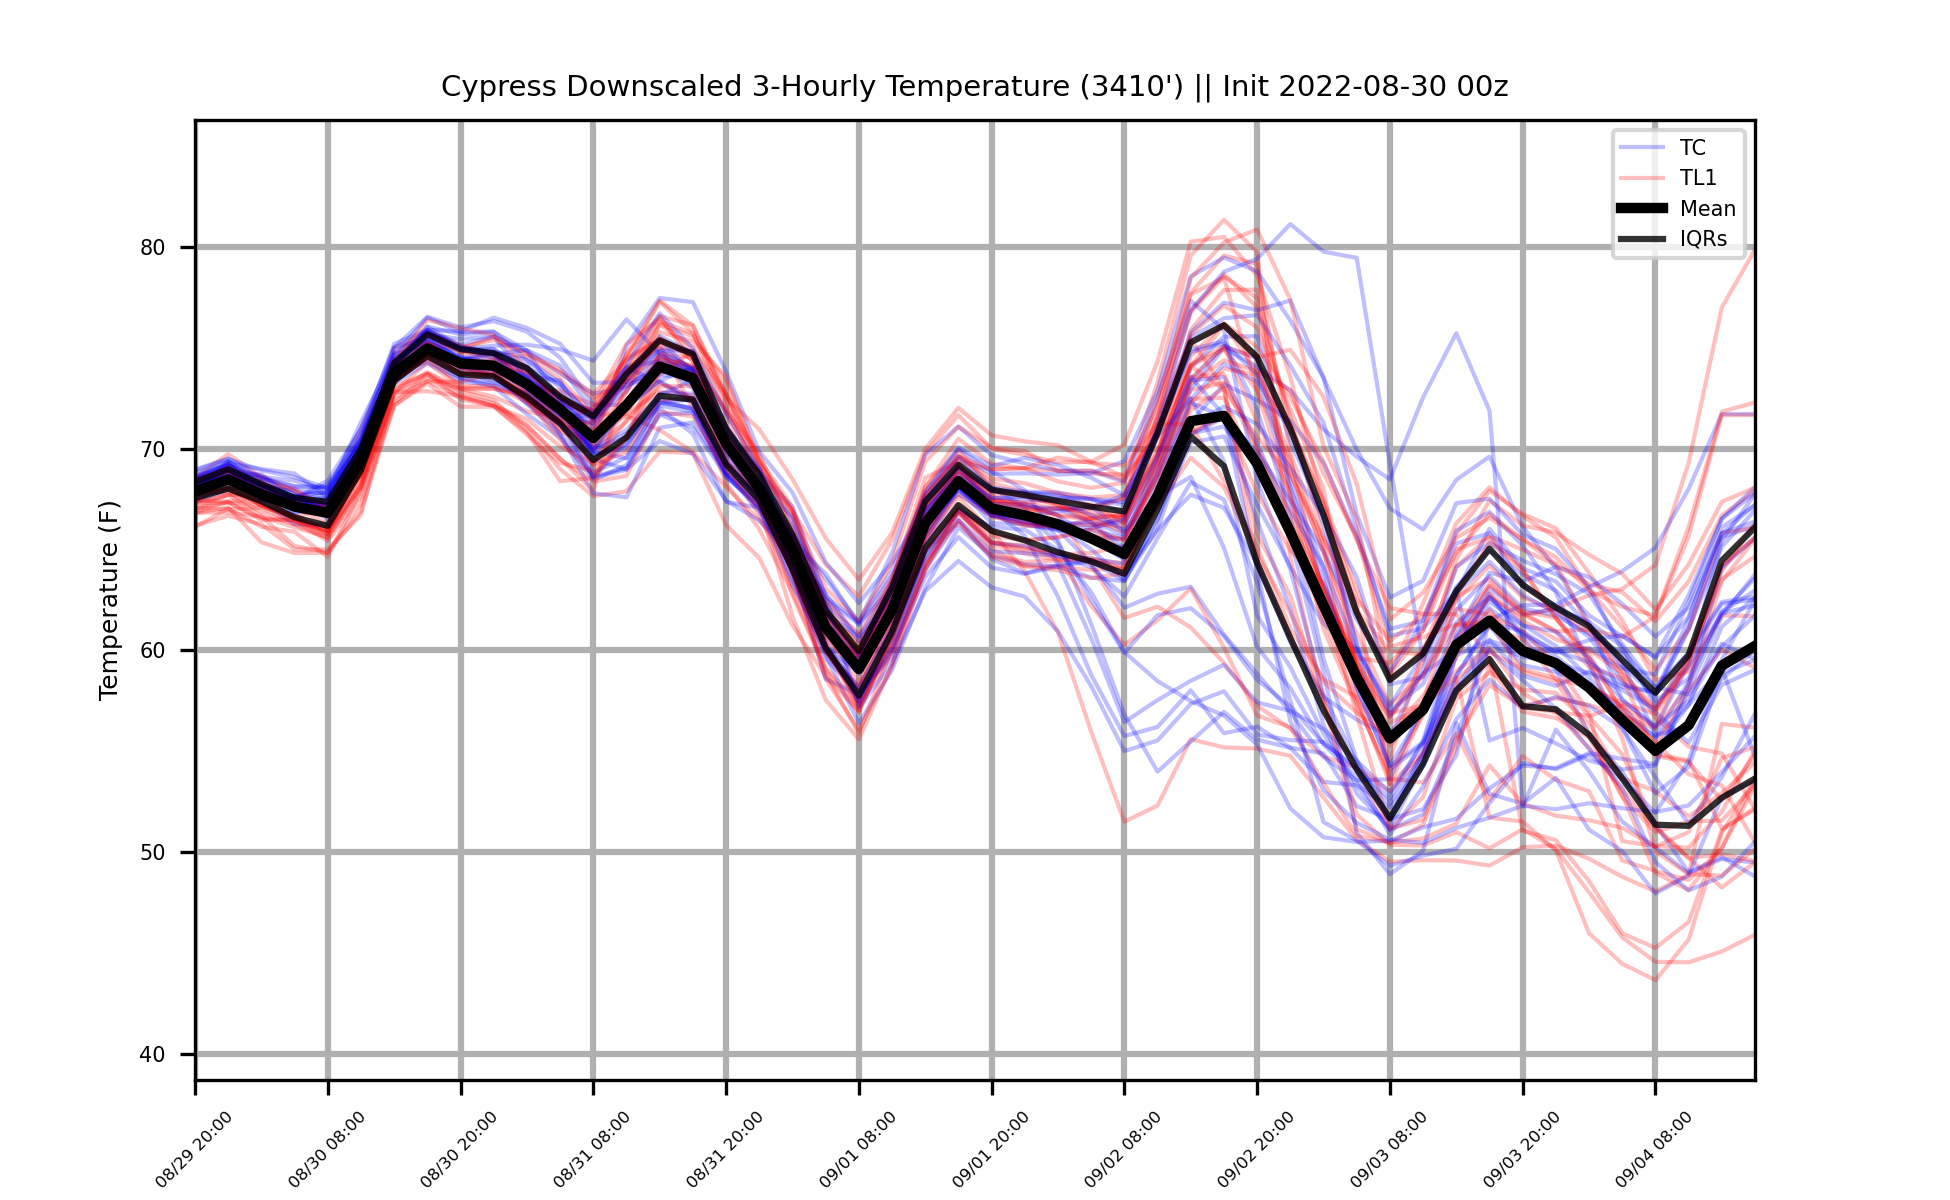 Cypress Downscaled 3-Hourly Temperature (3410') || Init 2022-08-30 00z
TC
TL1
Mean
IQRs
Temperature (F)
80
70
60
50
40
08/29 20:00
08/30 08:00
08/30 20:00
08/31 08:00
08/31 20:00
09/01 08:00
09/01 20:00
09/02 08:00
09/02 20:00
09/03 08:00
09/03 20:00
09/04 08:00